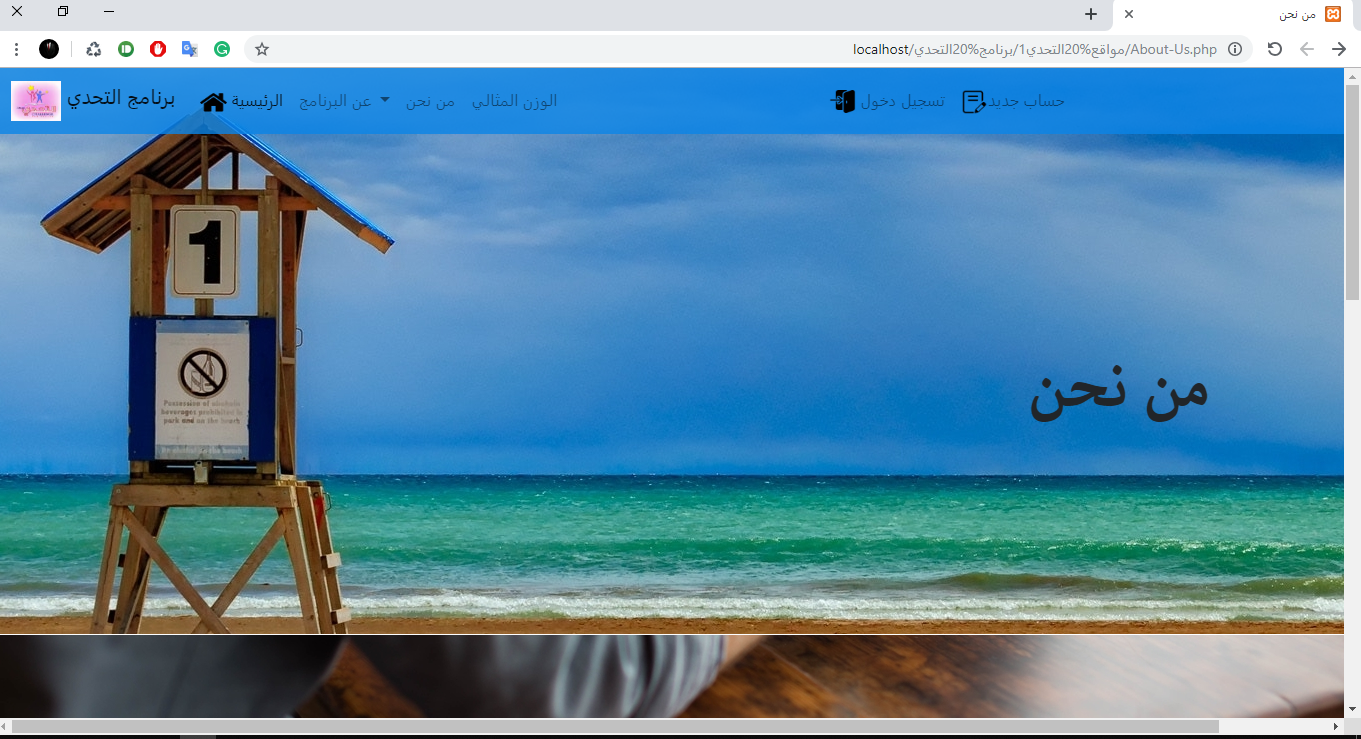 من نحن
localhost/مواقع%20التحدي1/برنامج%20التحدي/About-Us.php
برنامج التحدي
الرئيسية
عن البرنامج
من نحن
الوزن المثالي
تسجيل دخول
حساب جديد
1
Possession of alcoholic
beverages prohibited in
park and on the beach
من نحن